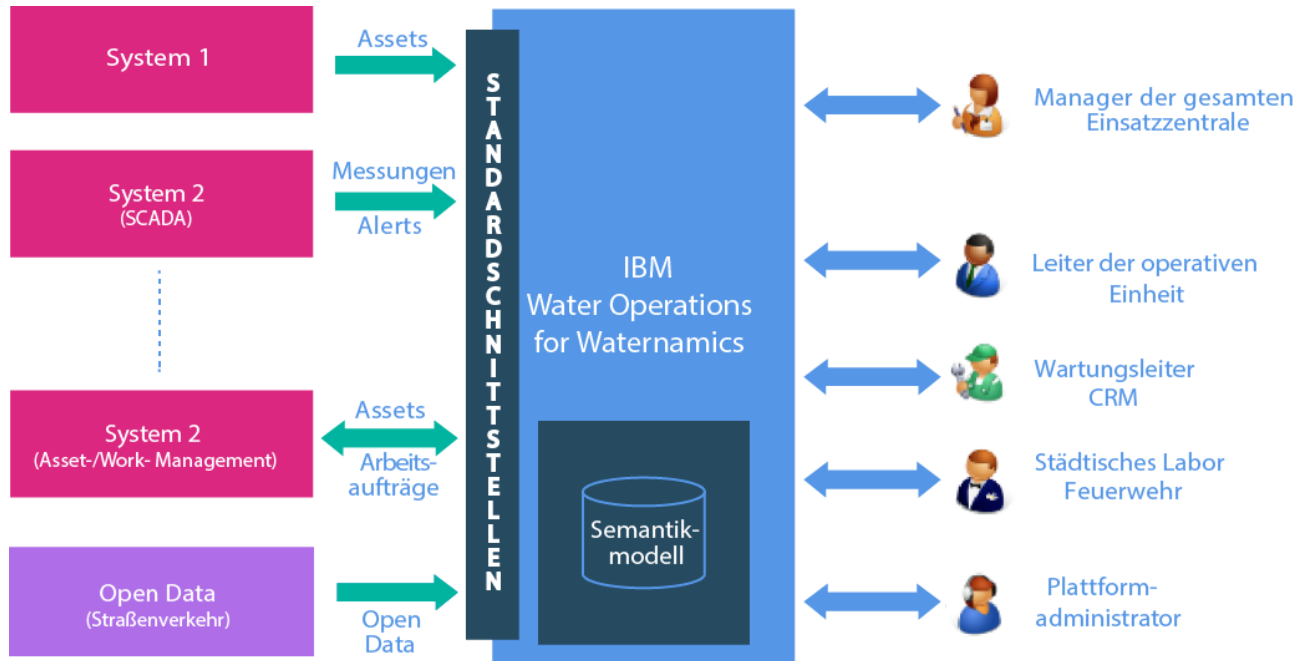 System 1
Assets
System 2
(SCADA)
Messungen
Alerts
System 2
(Asset-/Work- Management)
Assets
Arbeits-
aufträge
Open Data
(Straßenverkehr)
Open
Data
STANDARDSCHNITTSTELLEN
IBM
Water Operations
for Waternamics
Semantik-
modell
Manager der gesamten
Einsatzzentrale
Leiter der operativen
Einheit
Wartungsleiter
CRM
Städtisches Labor
Feuerwehr
Plattform-
administrator